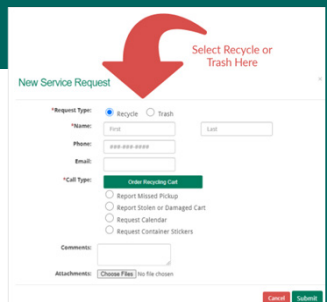 Select Recycle or
Trash Here
New Service Request
×
*Request Type:
Recycle
Trash
*Name:
First
Last
Phone:
###-###-####
Email:
*Call Type:
Order Recycling Cart
Report Missed Pickup
Report Stolen or Damaged Cart
Request Calendar
Request Container Stickers
Comments:
Attachments:
Choose Files
No file chosen
Cancel
Submit